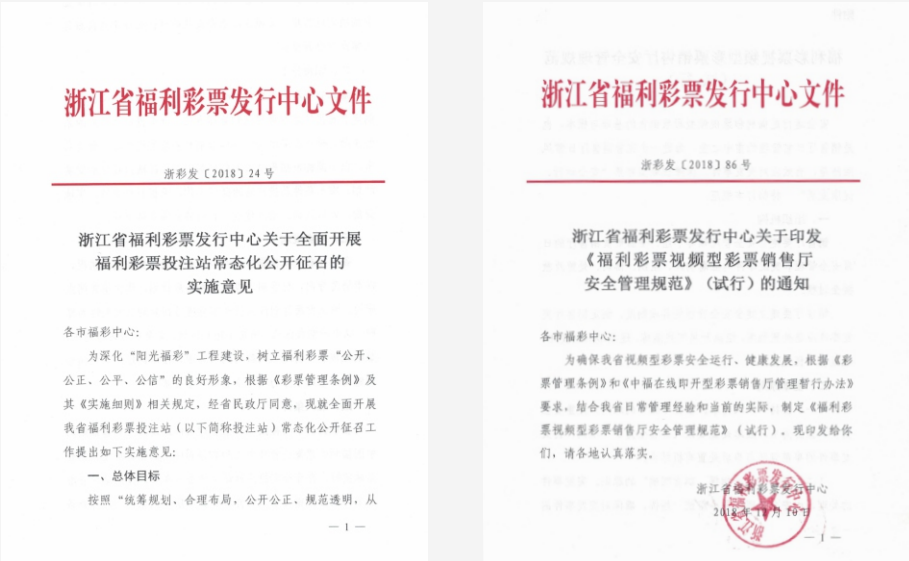 浙江省福利彩票发行中心文件
浙彩发〔2018〕24号
浙江省福利彩票发行中心关于全面开展
福利彩票投注站常态化公开征召的
实施意见
各市福彩中心:
为深化“阳光福彩”工程建设，树立福利彩票“公开、
公正、公平、公信”的良好形象，根据《彩票管理条例》及
其《实施细则》相关规定，经省民政厅同意，现就全面开展
我省福利彩票投注站（以下简称投注站）常态化公开征召工
作提出如下实施意见:
一、总体目标
按照“统筹规划、合理布局，公开公正、规范透明，从
— 1 —
浙江省福利彩票发行中心文件
浙彩发〔2018〕86号
浙江省福利彩票发行中心关于印发
《福利彩票视频型彩票销售厅
安全管理规范》（试行）的通知
各市福彩中心:
为确保我省视频型彩票安全运行、健康发展，根据《彩
票管理条例》和《中福在线即开型彩票销售厅管理暂行办法》
要求，结合我省日常管理经验和当前的实际，制定《福利彩
票视频型彩票销售厅安全管理规范》（试行）。现印发给你
们，请各地认真落实。
浙江省福利彩票发行中心
2018年12月10日
— 1 —